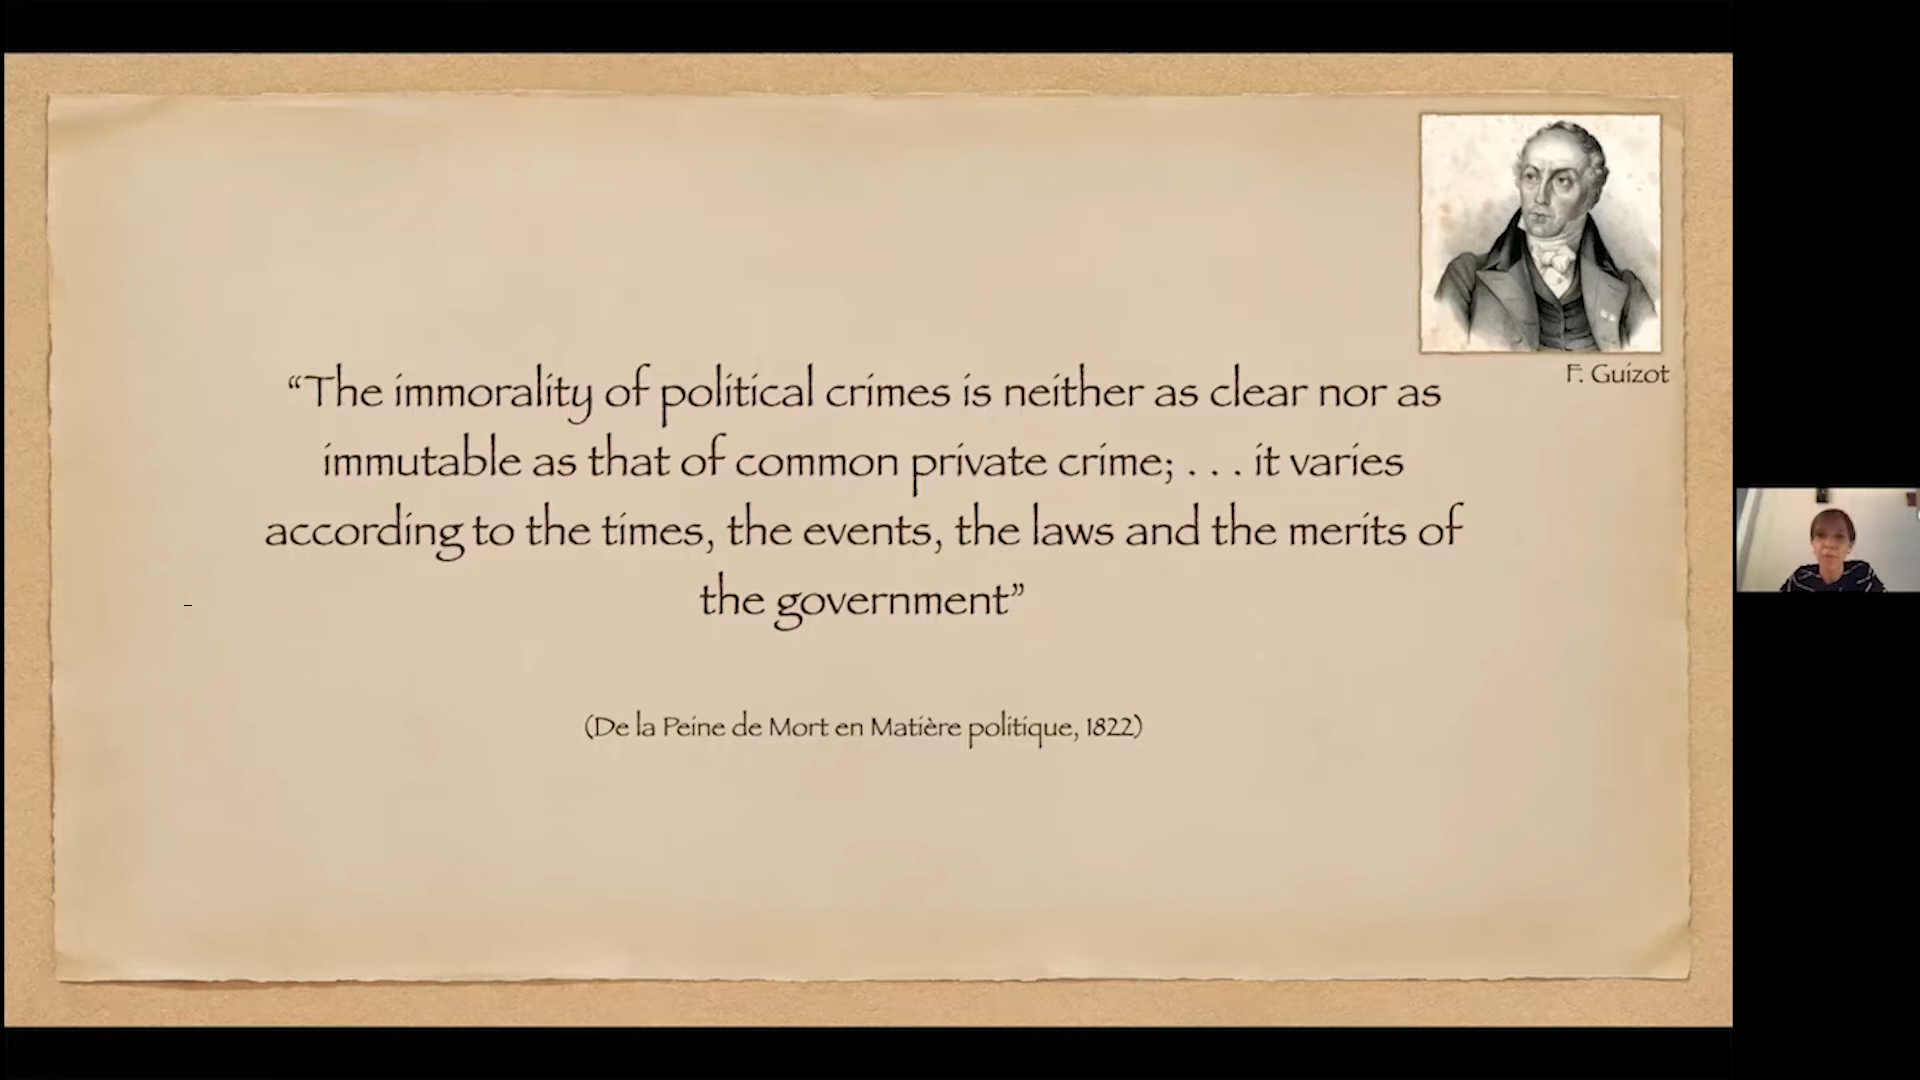 F. Guizot
“The immorality of political crimes is neither as clear nor as
immutable as that of common private crime; . . . it varies
according to the times, the events, the laws and the merits of
the government”
(De la Peine de Mort en Matière politique, 1822)